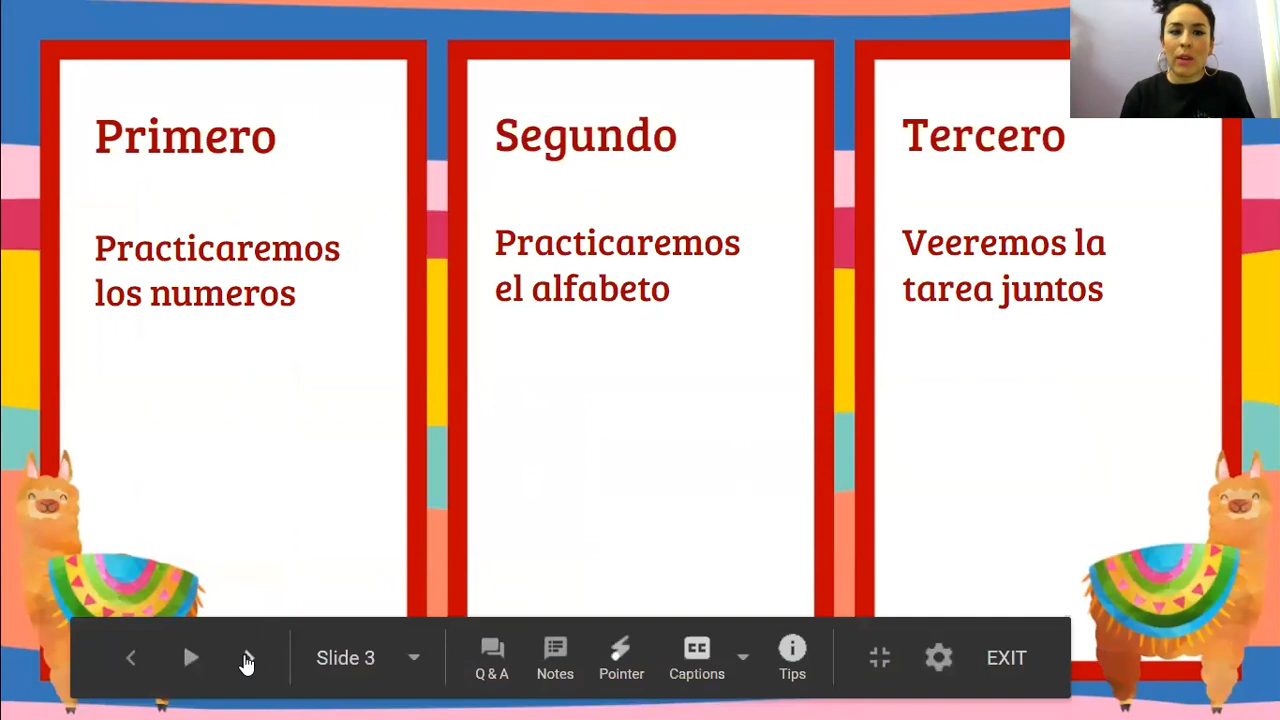 Primero
Practicaremos
los numeros
Segundo
Practicaremos
el alfabeto
Tercero
Veeremos la
tarea juntos
Slide 3
Q & A
Notes
Pointer
CC
Captions
Tips
EXIT